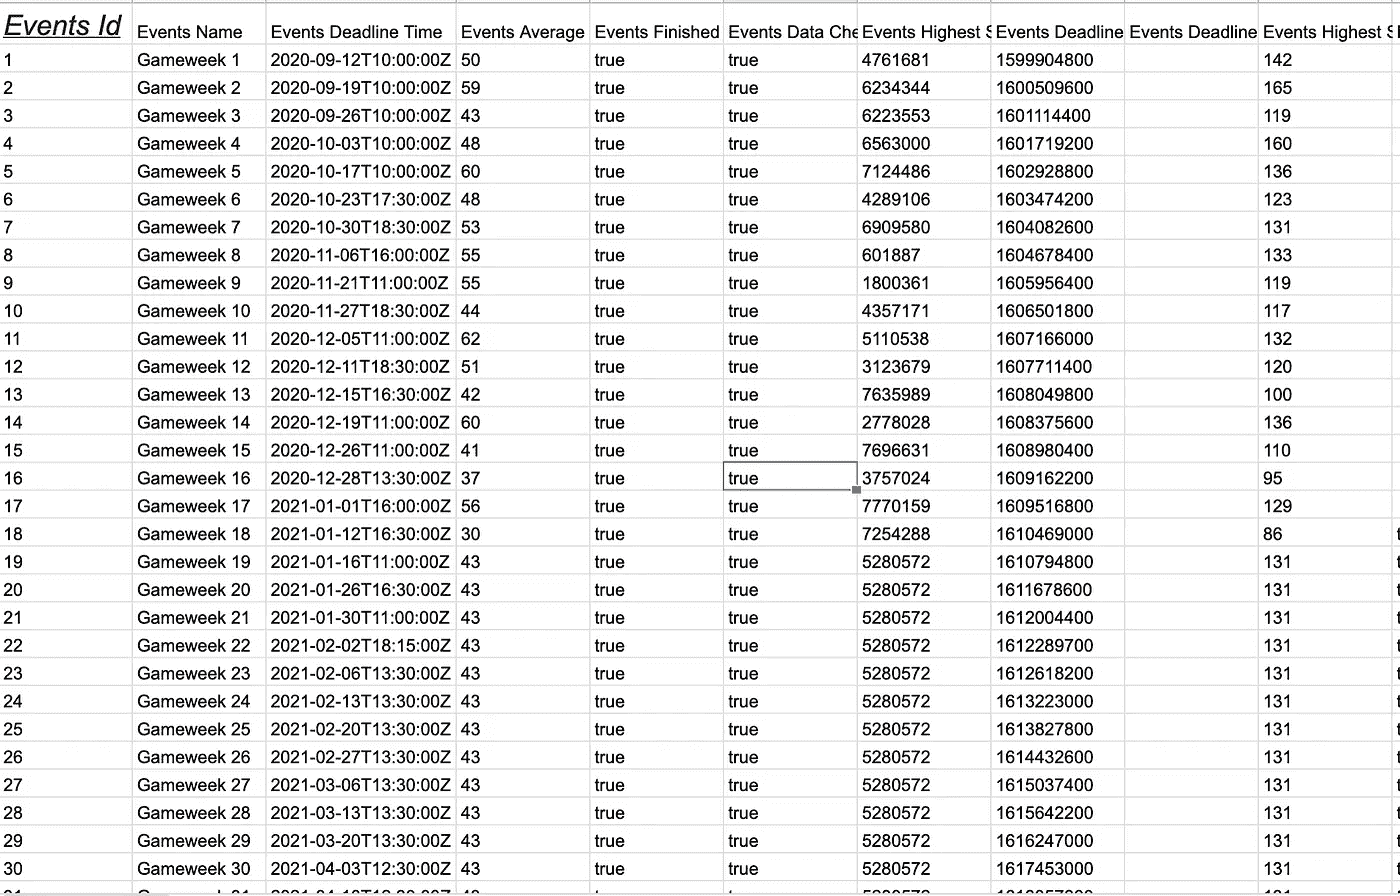 Events Id Events Name Events Deadline Time Events Average Events Finished Events Data Che Events Highest S Events Deadline Events Deadline Events Highest S
1 Gameweek 1 2020-09-12T10:00:00Z 50 true true 4761681 1599904800 142
2 Gameweek 2 2020-09-19T10:00:00Z 59 true true 6234344 1600509600 165
3 Gameweek 3 2020-09-26T10:00:00Z 43 true true 6223553 1601114400 119
4 Gameweek 4 2020-10-03T10:00:00Z 48 true true 6563000 1601719200 160
5 Gameweek 5 2020-10-17T10:00:00Z 60 true true 7124486 1602928800 136
6 Gameweek 6 2020-10-23T17:30:00Z 48 true true 4289106 1603474200 123
7 Gameweek 7 2020-10-30T18:30:00Z 53 true true 6909580 1604082600 131
8 Gameweek 8 2020-11-06T16:00:00Z 55 true true 601887 1604678400 133
9 Gameweek 9 2020-11-21T11:00:00Z 55 true true 1800361 1605956400 119
10 Gameweek 10 2020-11-27T18:30:00Z 44 true true 4357171 1606501800 117
11 Gameweek 11 2020-12-05T11:00:00Z 62 true true 5110538 1607166000 132
12 Gameweek 12 2020-12-11T18:30:00Z 51 true true 3123679 1607711400 120
13 Gameweek 13 2020-12-15T16:30:00Z 42 true true 7635989 1608049800 100
14 Gameweek 14 2020-12-19T11:00:00Z 60 true true 2778028 1608375600 136
15 Gameweek 15 2020-12-26T11:00:00Z 41 true true 7696631 1608980400 110
16 Gameweek 16 2020-12-28T13:30:00Z 37 true true 3757024 1609162200 95
17 Gameweek 17 2021-01-01T16:00:00Z 56 true true 7770159 1609516800 129
18 Gameweek 18 2021-01-12T16:30:00Z 30 true true 7254288 1610469000 86
19 Gameweek 19 2021-01-16T11:00:00Z 43 true true 5280572 1610794800 131
20 Gameweek 20 2021-01-26T16:30:00Z 43 true true 5280572 1611678600 131
21 Gameweek 21 2021-01-30T11:00:00Z 43 true true 5280572 1612004400 131
22 Gameweek 22 2021-02-02T18:15:00Z 43 true true 5280572 1612289700 131
23 Gameweek 23 2021-02-06T13:30:00Z 43 true true 5280572 1612618200 131
24 Gameweek 24 2021-02-13T13:30:00Z 43 true true 5280572 1613223000 131
25 Gameweek 25 2021-02-20T13:30:00Z 43 true true 5280572 1613827800 131
26 Gameweek 26 2021-02-27T13:30:00Z 43 true true 5280572 1614432600 131
27 Gameweek 27 2021-03-06T13:30:00Z 43 true true 5280572 1615037400 131
28 Gameweek 28 2021-03-13T13:30:00Z 43 true true 5280572 1615642200 131
29 Gameweek 29 2021-03-20T13:30:00Z 43 true true 5280572 1616247000 131
30 Gameweek 30 2021-04-03T12:30:00Z 43 true true 5280572 1617453000 131